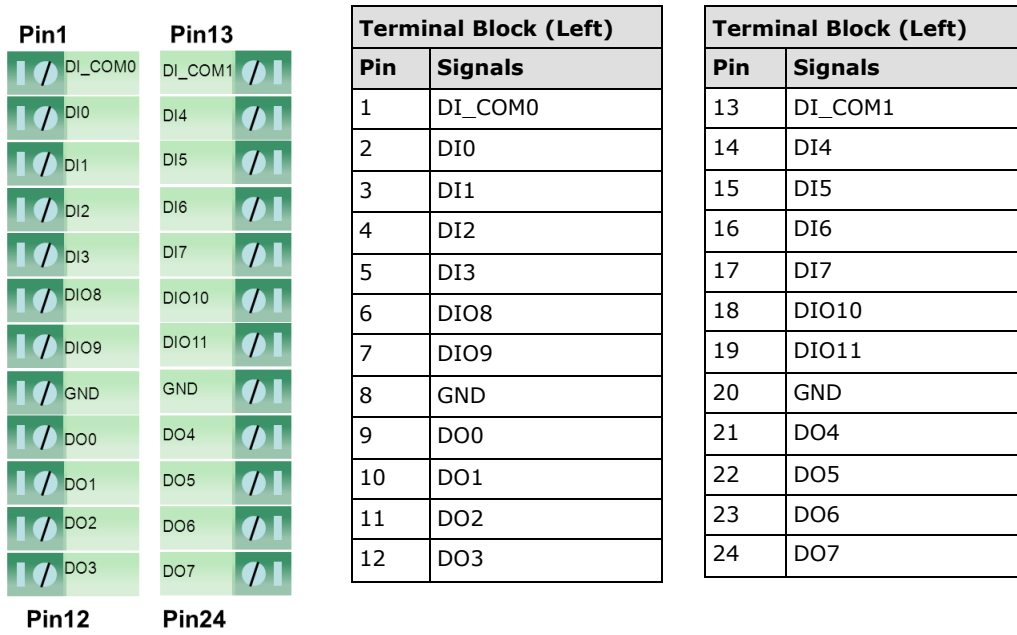 Pin1 Pin13
DI_COM0 DI_COM1
DI0 DI4
DI1 DI5
DI2 DI6
DI3 DI7
DIO8 DIO10
DIO9 DIO11
GND GND
DO0 DO4
DO1 DO5
DO2 DO6
DO3 DO7
Pin12 Pin24
Terminal Block (Left)
Pin Signals
1 DI_COM0
2 DI0
3 DI1
4 DI2
5 DI3
6 DIO8
7 DIO9
8 GND
9 DO0
10 DO1
11 DO2
12 DO3
Terminal Block (Left)
Pin Signals
13 DI_COM1
14 DI4
15 DI5
16 DI6
17 DI7
18 DIO10
19 DIO11
20 GND
21 DO4
22 DO5
23 DO6
24 DO7